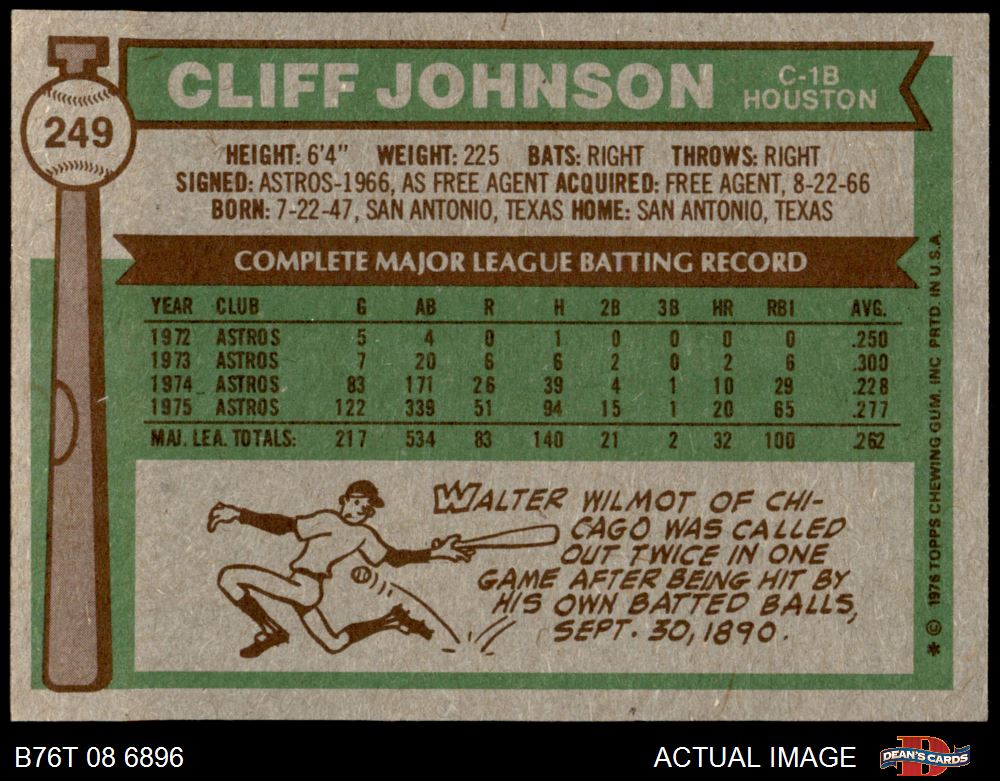 249
CLIFF JOHNSON
C-1B
HOUSTON
HEIGHT: 6'4" WEIGHT: 225 BATS: RIGHT THROWS: RIGHT
SIGNED: ASTROS-1966, AS FREE AGENT ACQUIRED: FREE AGENT, 8-22-66
BORN: 7-22-47, SAN ANTONIO, TEXAS HOME: SAN ANTONIO, TEXAS
COMPLETE MAJOR LEAGUE BATTING RECORD
YEAR CLUB G AB R H 2B 3B HR RBI AVG.
1972 ASTROS 5 4 0 1 0 0 0 0 .250
1973 ASTROS 7 20 6 6 2 0 2 6 .300
1974 ASTROS 83 171 26 39 4 1 10 29 .228
1975 ASTROS 122 339 51 94 15 1 20 65 .277
MAJ. LEA. TOTALS: 217 534 83 140 21 2 32 100 .262
WALTER WILMOT OF CHI-
CAGO WAS CALLED
OUT TWICE IN ONE
GAME AFTER BEING HIT BY
HIS OWN BATTED BALLS,
SEPT. 30, 1890.
* © 1976 TOPPS CHEWING GUM, INC PRTD. IN U.S.A.
B76T 08 6896
ACTUAL IMAGE
DEAN'S CARDS